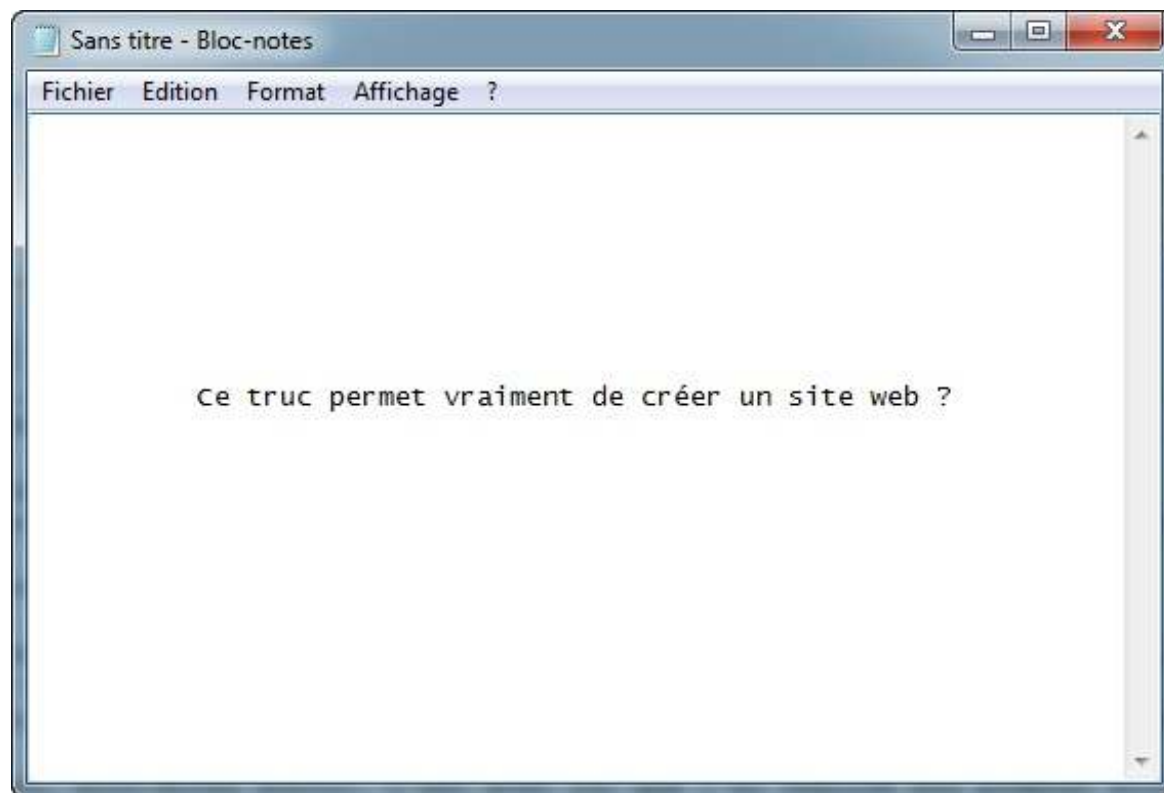 Sans titre - Bloc-notes
Fichier Edition Format Affichage ?
Ce truc permet vraiment de créer un site web ?